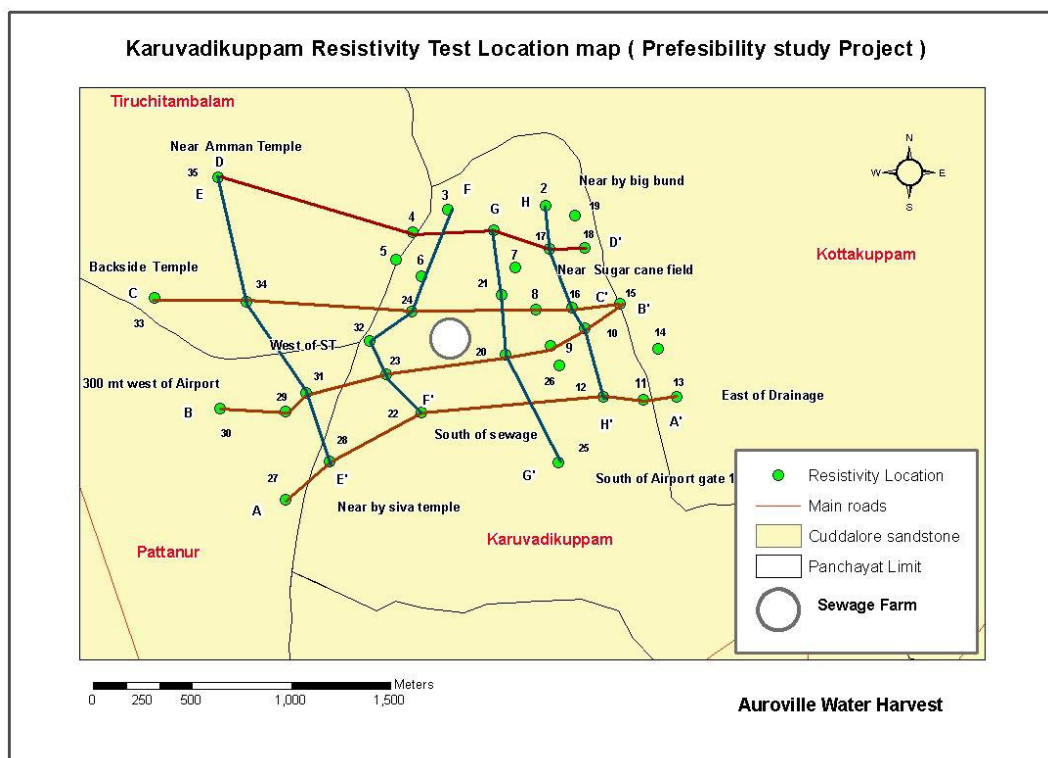 Karuvadikuppam Resistivity Test Location map ( Prefesibility study Project )
Tiruchitambalam
Near Amman Temple
35
D
E
3
F
2
H
Near by big bund
19
N
W
E
S
4
G
17
18
D'
5
6
7
Near Sugar cane field
Kottakuppam
Backside Temple
C
33
34
24
21
8
16
C'
15
B'
32
West of ST
23
20
9
10
14
26
300 mt west of Airport
B
30
29
31
22
F'
12
H'
11
13
A'
East of Drainage
South of sewage
28
E'
27
A
Near by siva temple
25
G'
South of Airport gate 1
Pattanur
Karuvadikuppam
Resistivity Location
Main roads
Cuddalore sandstone
Panchayat Limit
Sewage Farm
Meters
0
250
500
1,000
1,500
Auroville Water Harvest